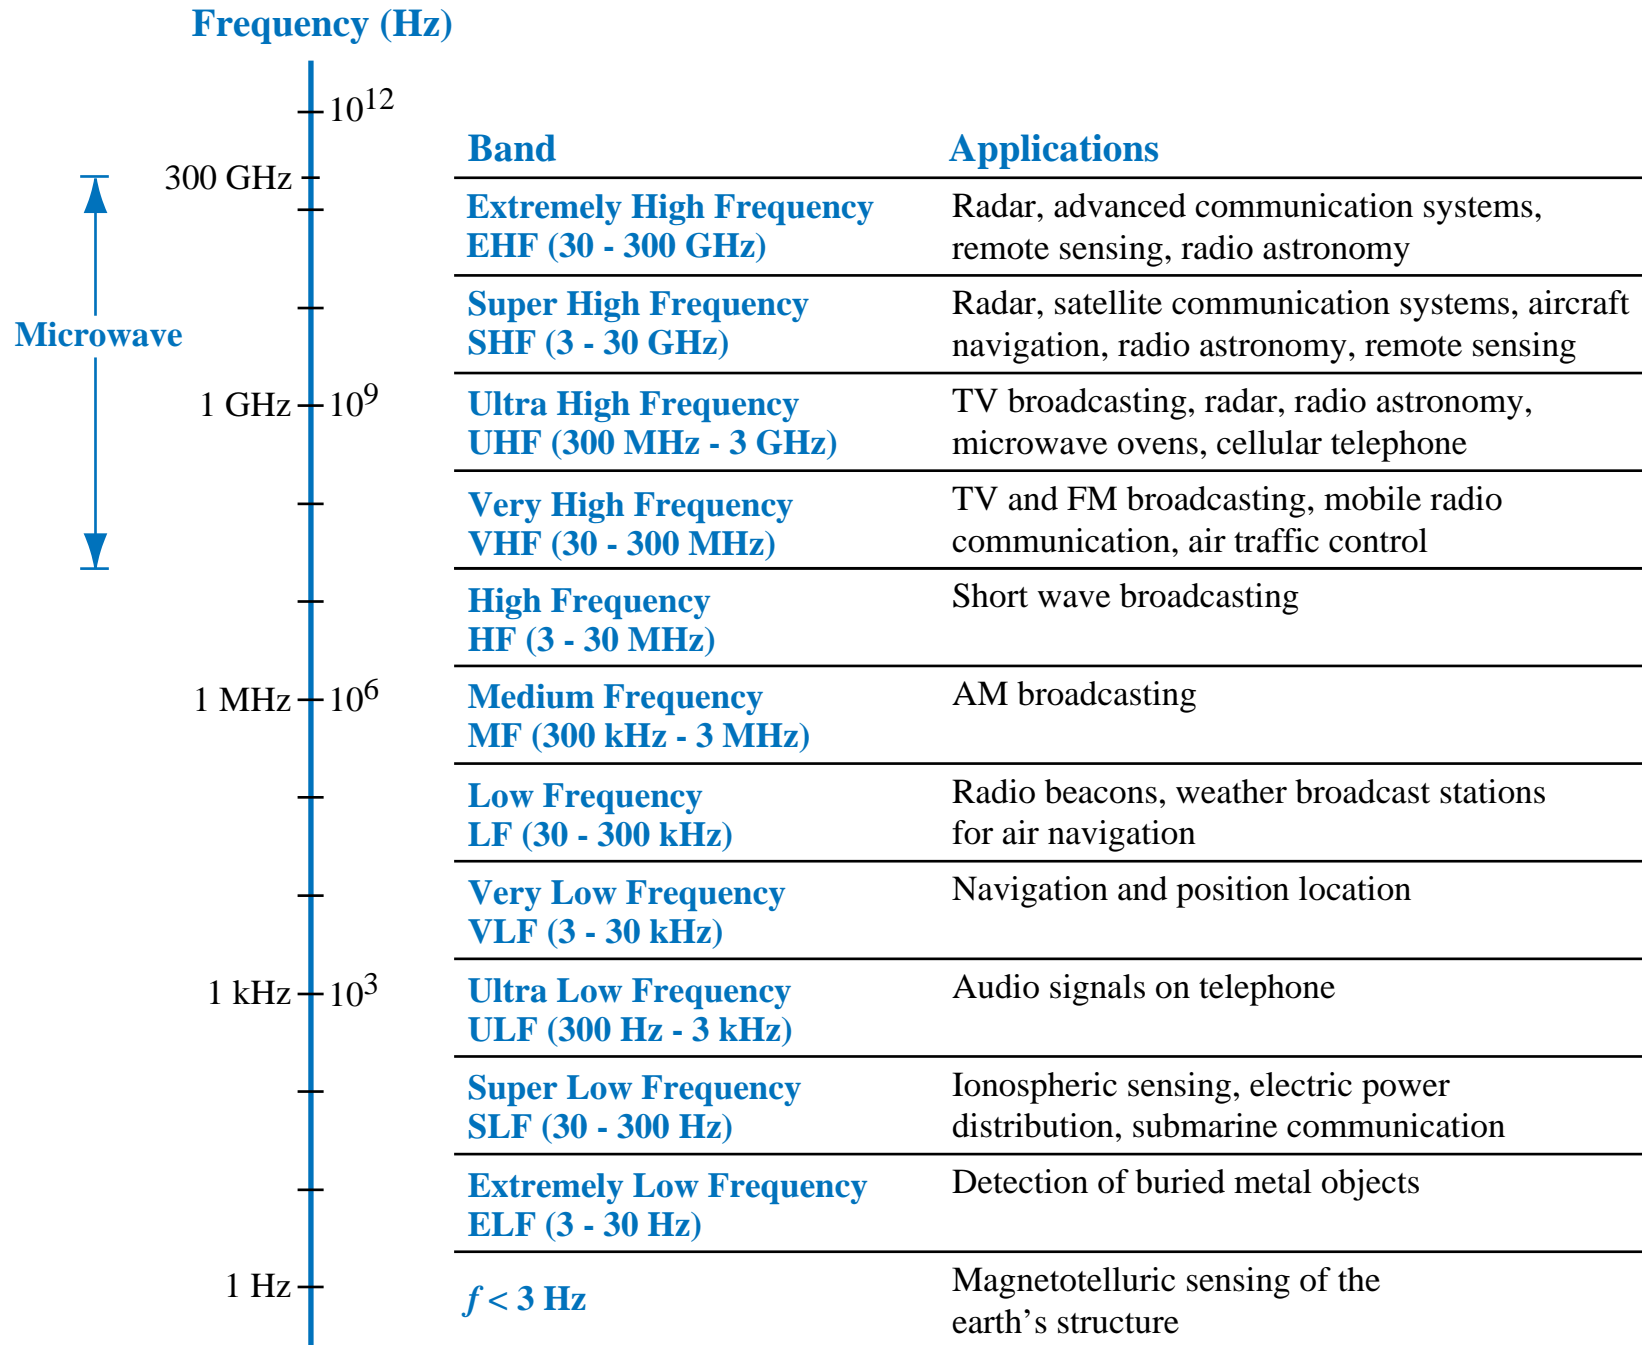 Frequency (Hz)
10^12
Band Applications
300 GHz
Extremely High Frequency Radar, advanced communication systems,
EHF (30 - 300 GHz) remote sensing, radio astronomy
Super High Frequency Radar, satellite communication systems, aircraft
Microwave
SHF (3 - 30 GHz) navigation, radio astronomy, remote sensing
1 GHz 10^9
Ultra High Frequency TV broadcasting, radar, radio astronomy,
UHF (300 MHz - 3 GHz) microwave ovens, cellular telephone
Very High Frequency TV and FM broadcasting, mobile radio
VHF (30 - 300 MHz) communication, air traffic control
High Frequency Short wave broadcasting
HF (3 - 30 MHz)
1 MHz 10^6
Medium Frequency AM broadcasting
MF (300 kHz - 3 MHz)
Low Frequency Radio beacons, weather broadcast stations
LF (30 - 300 kHz) for air navigation
Very Low Frequency Navigation and position location
VLF (3 - 30 kHz)
1 kHz 10^3
Ultra Low Frequency Audio signals on telephone
ULF (300 Hz - 3 kHz)
Super Low Frequency Ionospheric sensing, electric power
SLF (30 - 300 Hz) distribution, submarine communication
Extremely Low Frequency Detection of buried metal objects
ELF (3 - 30 Hz)
1 Hz
f < 3 Hz Magnetotelluric sensing of the
earth’s structure